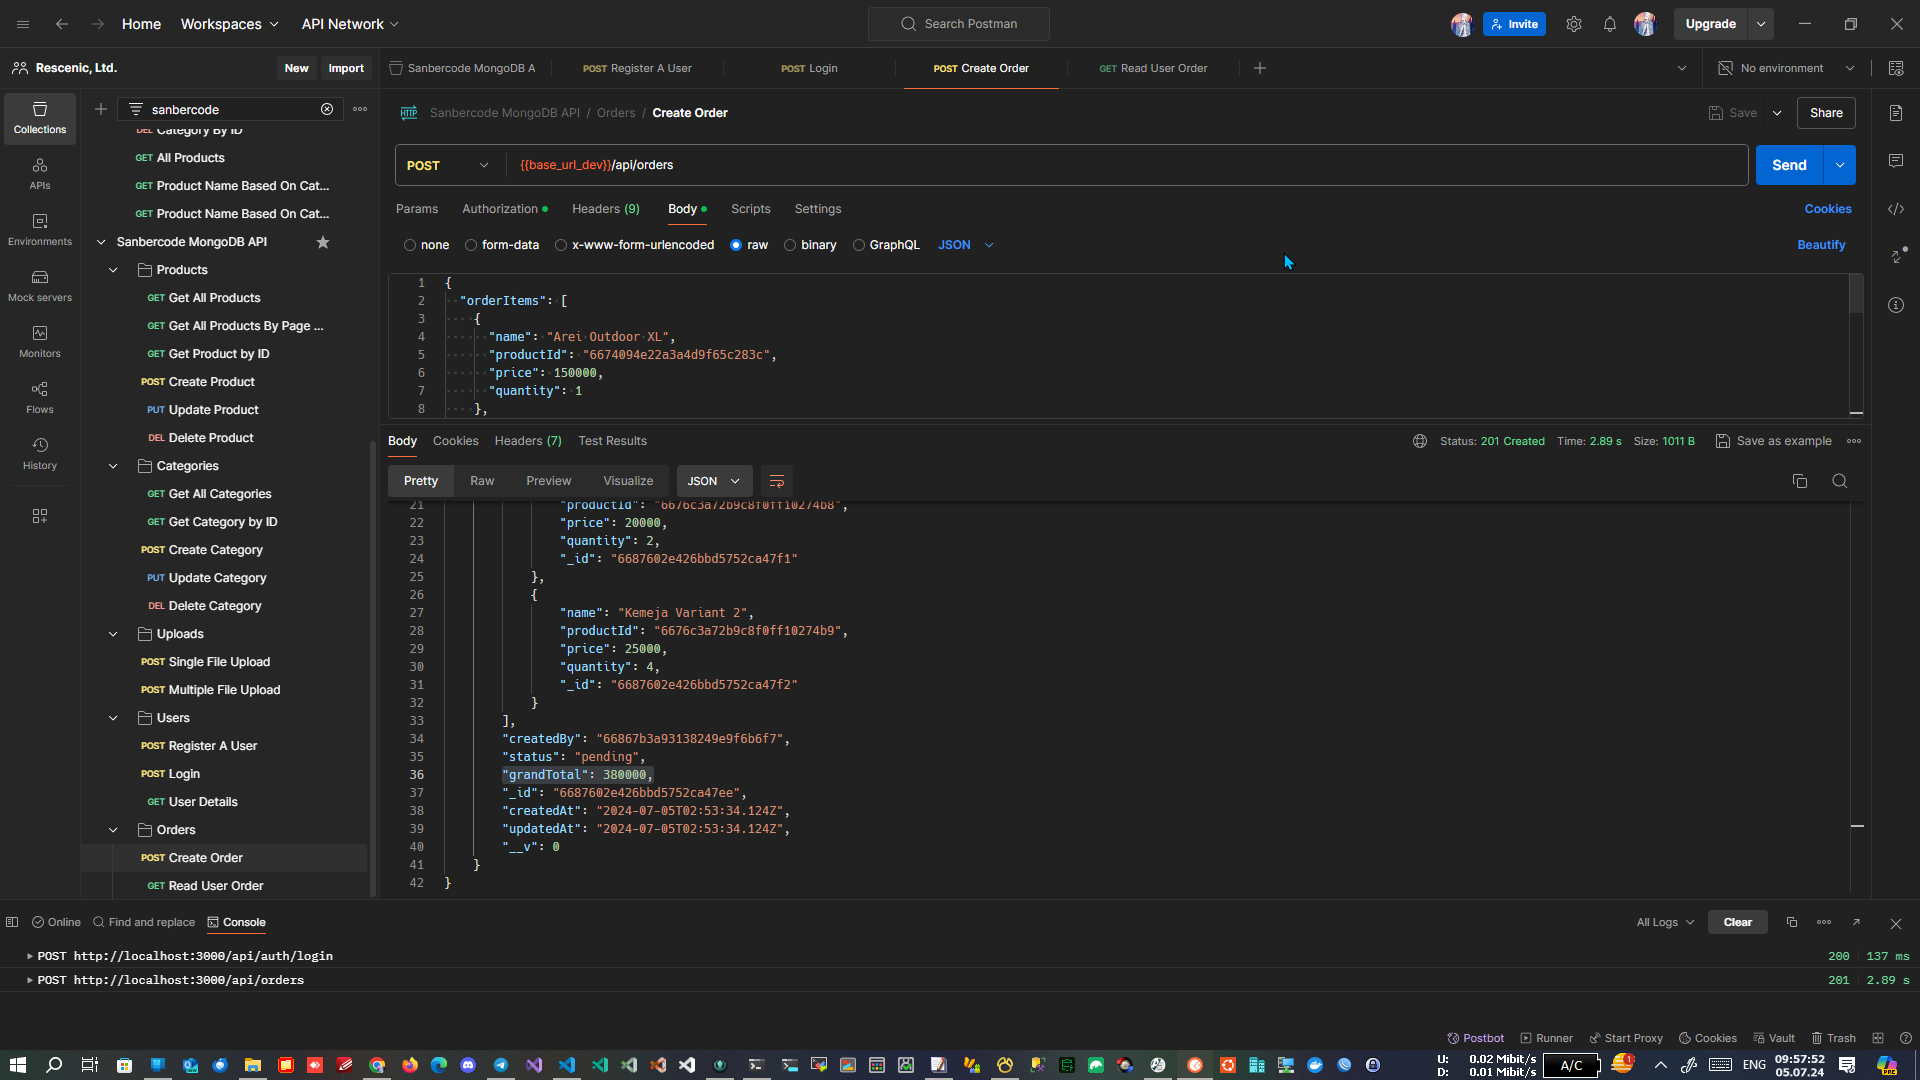 Home
Workspaces
API Network
Search Postman
Invite
Upgrade
Rescenic, Ltd.
New
Import
Sanbercode MongoDB A
POST Register A User
POST Login
POST Create Order
GET Read User Order
No environment
Collections
APIs
Environments
Mock servers
Monitors
Flows
History
sanbercode
DEL Category By ID
GET All Products
GET Product Name Based On Cat...
GET Product Name Based On Cat...
Sanbercode MongoDB API
Products
GET Get All Products
GET Get All Products By Page ...
GET Get Product by ID
POST Create Product
PUT Update Product
DEL Delete Product
Categories
GET Get All Categories
GET Get Category by ID
POST Create Category
PUT Update Category
DEL Delete Category
Uploads
POST Single File Upload
POST Multiple File Upload
Users
POST Register A User
POST Login
GET User Details
Orders
POST Create Order
GET Read User Order
HTTP Sanbercode MongoDB API / Orders / Create Order
Save
Share
POST
{{base_url_dev}}/api/orders
Send
Params
Authorization
Headers (9)
Body
Scripts
Settings
Cookies
none
form-data
x-www-form-urlencoded
raw
binary
GraphQL
JSON
Beautify
1 {
2 "orderItems": [
3 {
4 "name": "Arei Outdoor XL",
5 "productId": "6674094e22a3a4d9f65c283c",
6 "price": 150000,
7 "quantity": 1
8 },
Body
Cookies
Headers (7)
Test Results
Status: 201 Created
Time: 2.89 s
Size: 1011 B
Save as example
Pretty
Raw
Preview
Visualize
JSON
21 "productId": "6676c3a72b9c8f0ff10274b8",
22 "price": 20000,
23 "quantity": 2,
24 "_id": "6687602e426bbd5752ca47f1"
25 },
26 {
27 "name": "Kemeja Variant 2",
28 "productId": "6676c3a72b9c8f0ff10274b9",
29 "price": 25000,
30 "quantity": 4,
31 "_id": "6687602e426bbd5752ca47f2"
32 }
33 ],
34 "createdBy": "66867b3a93138249e9f6b6f7",
35 "status": "pending",
36 "grandTotal": 380000,
37 "_id": "6687602e426bbd5752ca47ee",
38 "createdAt": "2024-07-05T02:53:34.124Z",
39 "updatedAt": "2024-07-05T02:53:34.124Z",
40 "__v": 0
41 }
42 }
Online
Find and replace
Console
All Logs
Clear
POST http://localhost:3000/api/auth/login 200 137 ms
POST http://localhost:3000/api/orders 201 2.89 s
Postbot
Runner
Start Proxy
Cookies
Vault
Trash
U: 0.02 Mibit/s
D: 0.01 Mibit/s
A/C
1
ENG
09:57:52
05.07.24